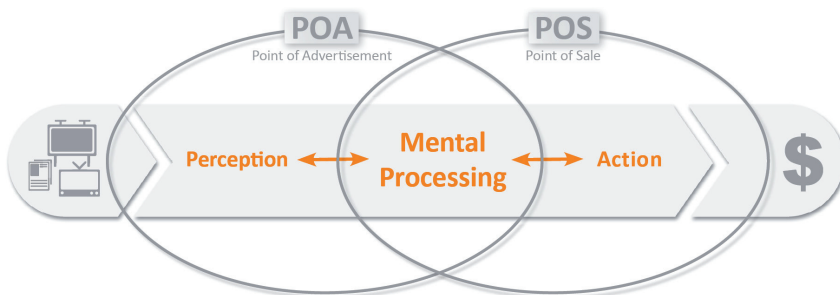 POA
Point of Advertisement
POS
Point of Sale
Perception
Mental
Processing
Action
$